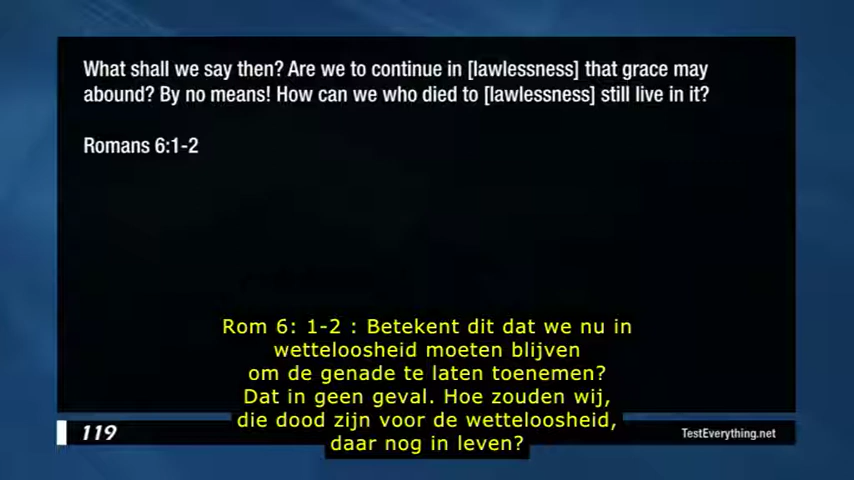 What shall we say then? Are we to continue in [lawlessness] that grace may
abound? By no means! How can we who died to [lawlessness] still live in it?
Romans 6:1-2
Rom 6: 1-2 : Betekent dit dat we nu in
wetteloosheid moeten blijven
om de genade te laten toenemen?
Dat in geen geval. Hoe zouden wij,
die dood zijn voor de wetteloosheid,
daar nog in leven?
119
TestEverything.net